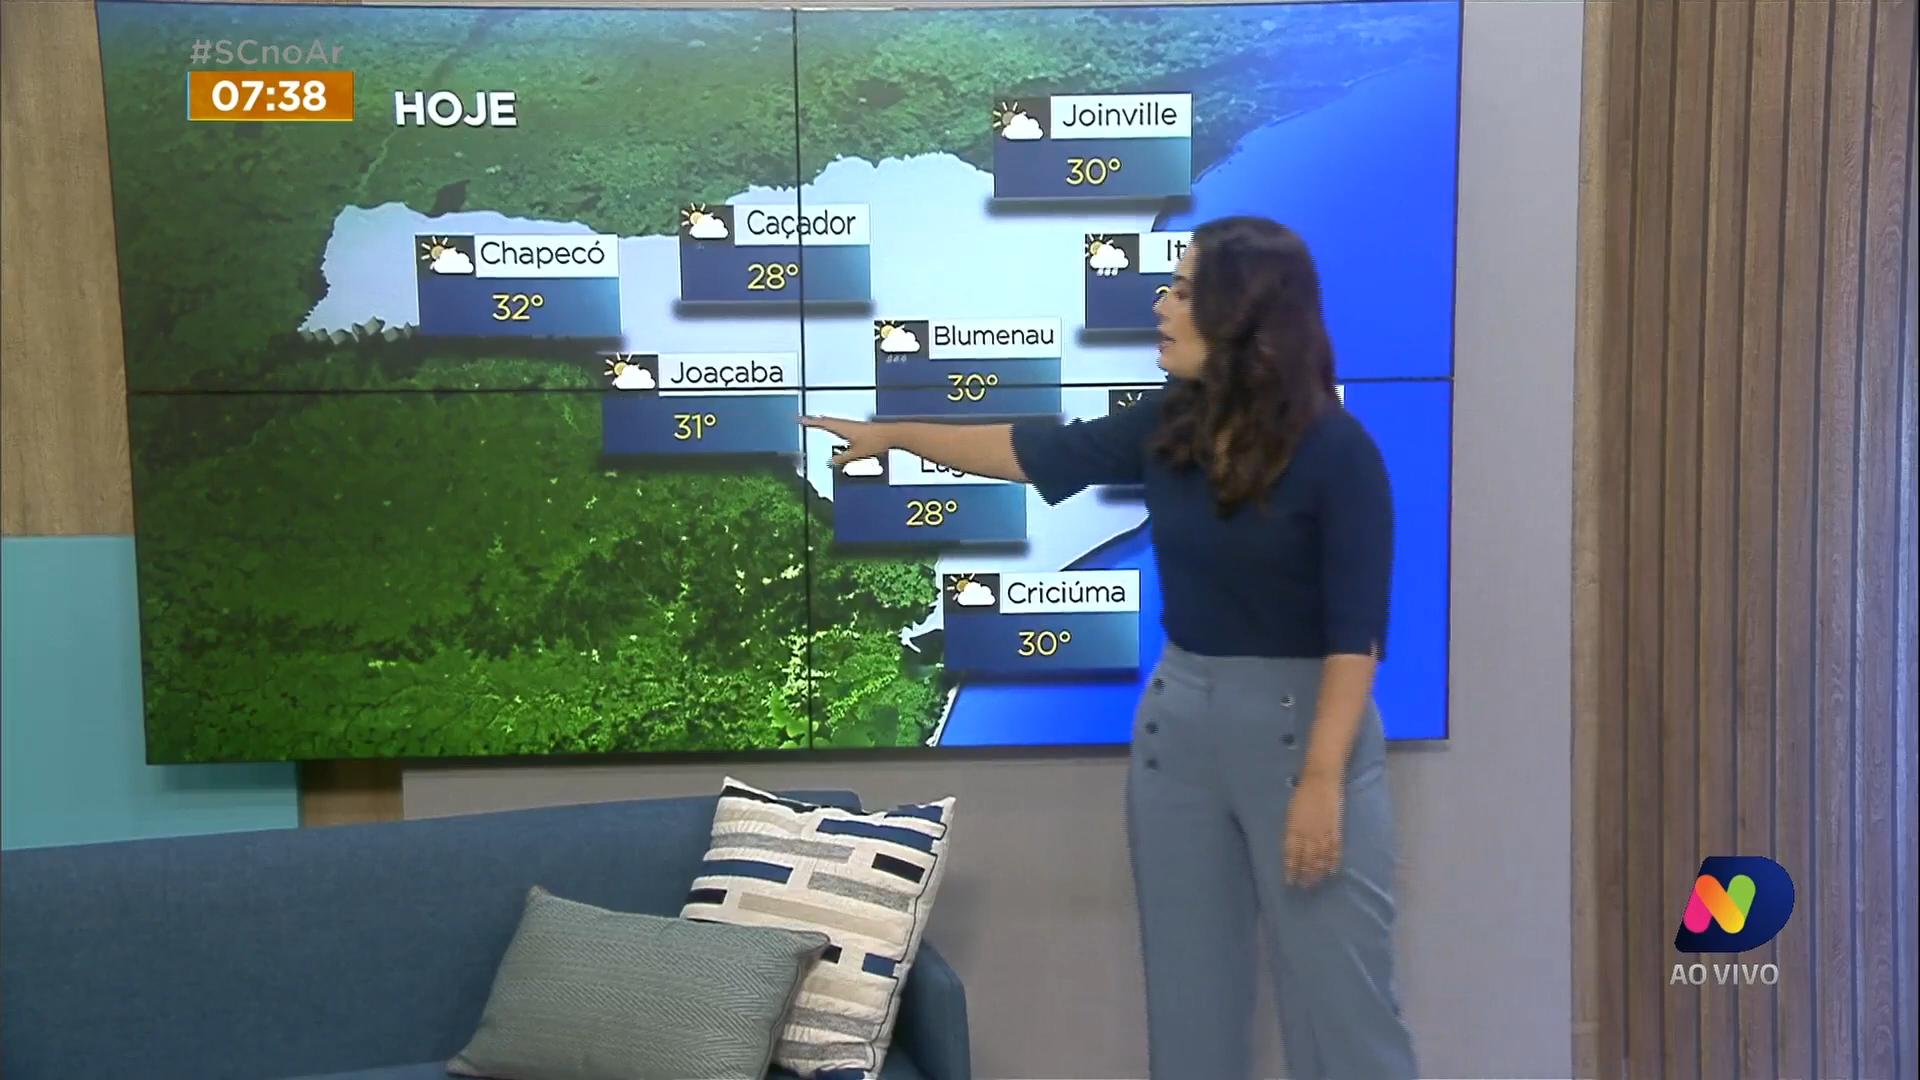 #SCnoAr
07:38
HOJE
Joinville
30°
Caçador
28°
Chapecó
32°
Blumenau
30°
Joaçaba
31°
28°
Criciúma
30°
AO VIVO